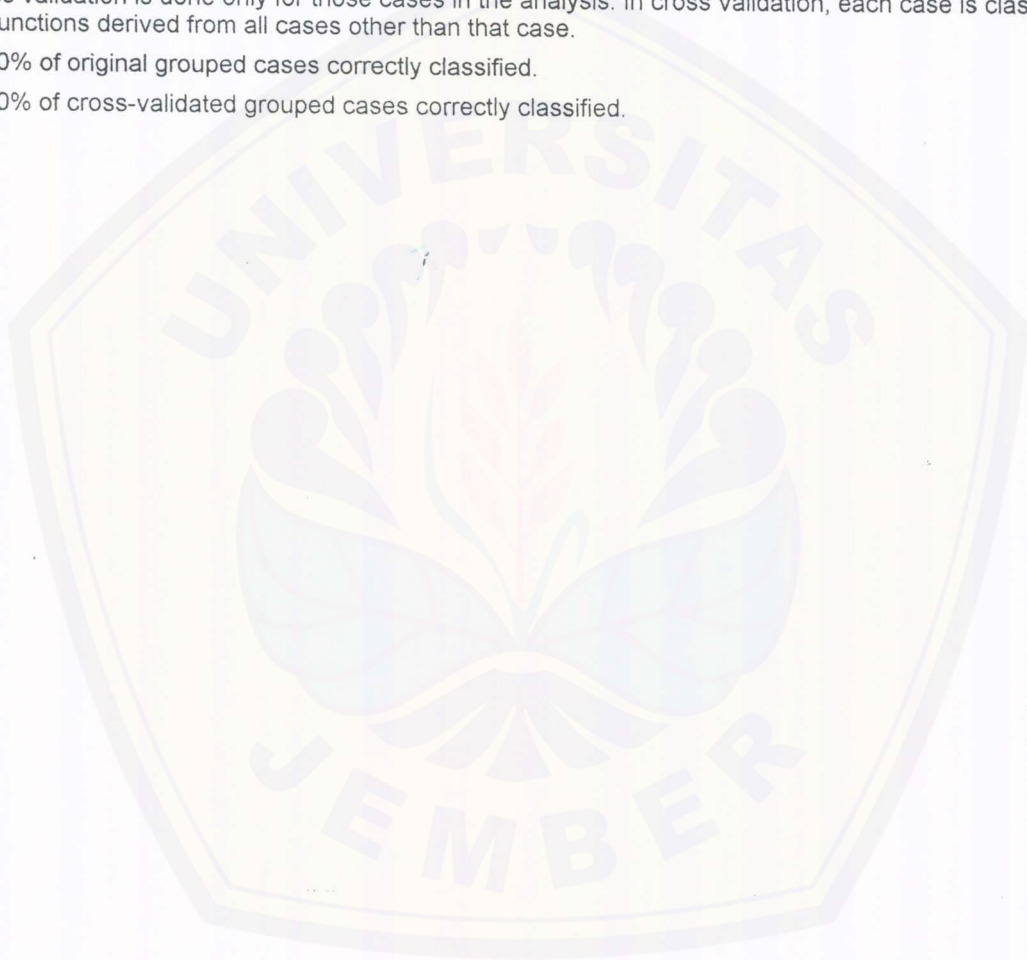 validation is done only for those cases in the analysis. In cross validation, each case is
functions derived from all cases other than that case.
0% of original grouped cases correctly classified.
0% of cross-validated grouped cases correctly classified.
UNIVERSITAS
JEMBER